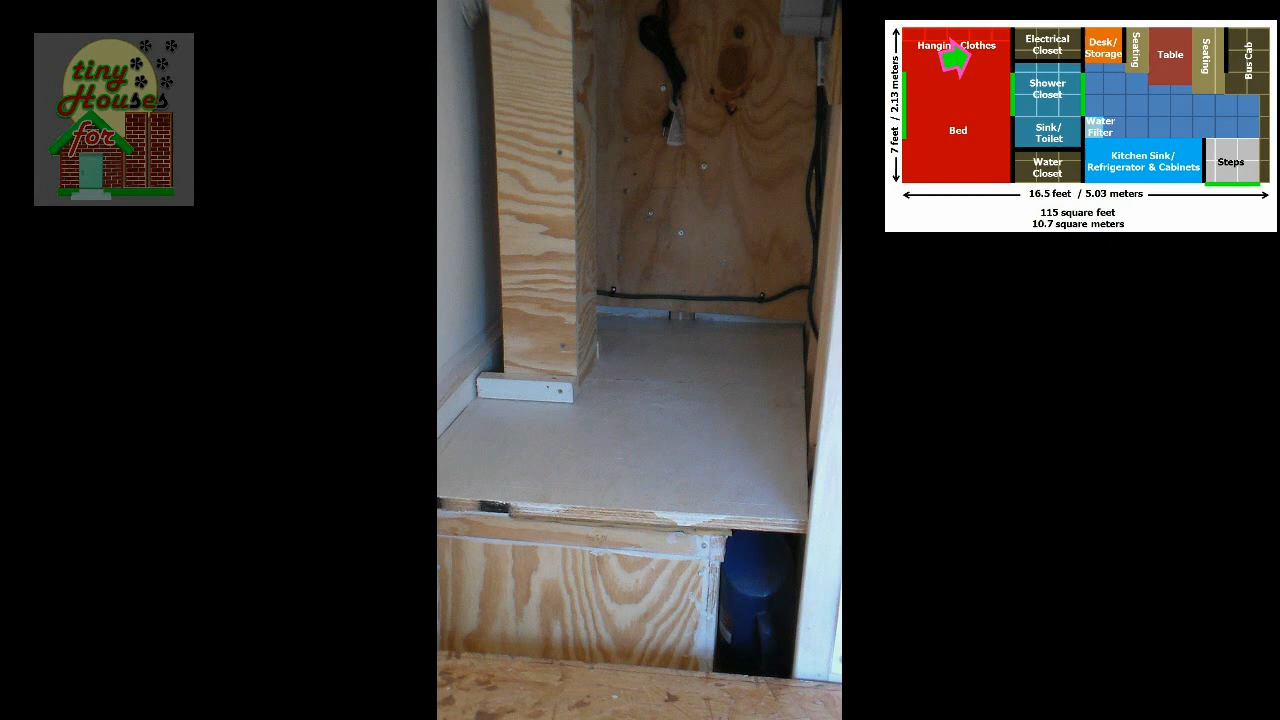 tiny
Houses
for
Hanging Clothes
Bed
Electrical
Closet
Shower
Closet
Sink/
Toilet
Water
Closet
Desk/
Storage
Seating
Table
Seating
Bus Cab
Water
Filter
Kitchen Sink/
Refrigerator & Cabinets
Steps
7 feet / 2.13 meters
16.5 feet / 5.03 meters
115 square feet
10.7 square meters